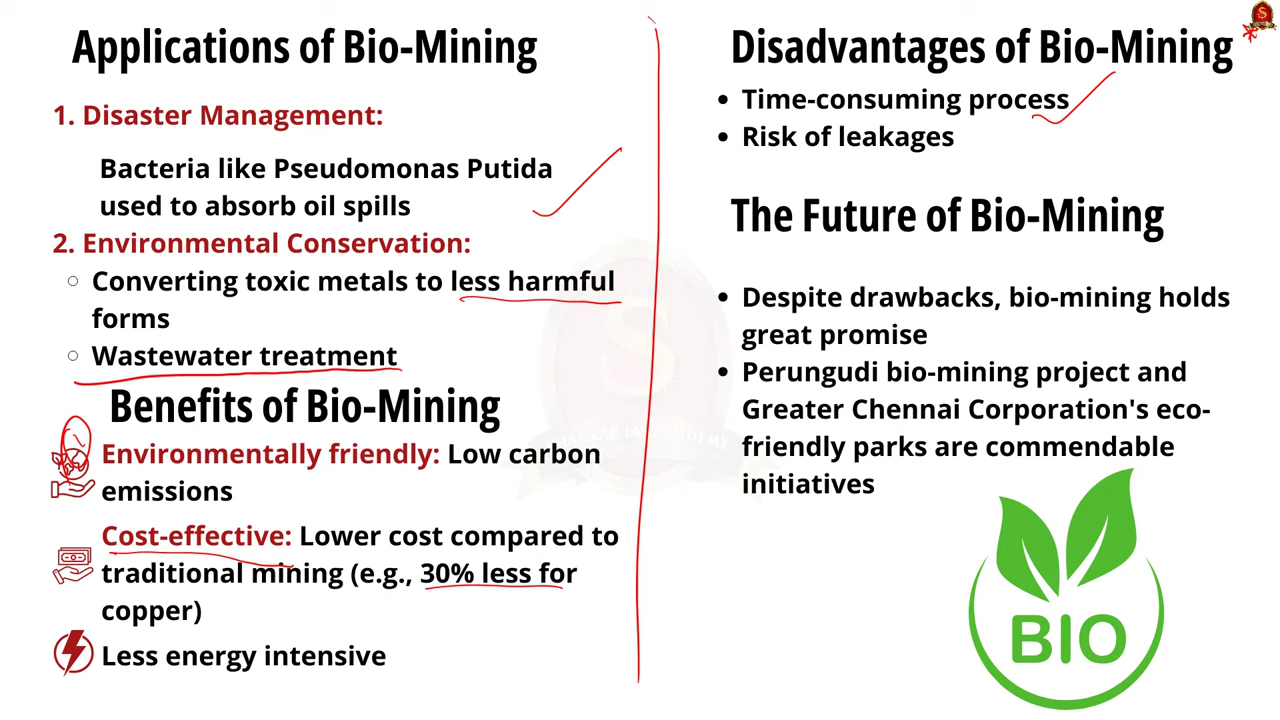 Applications of Bio-Mining
1. Disaster Management:
Bacteria like Pseudomonas Putida
used to absorb oil spills
2. Environmental Conservation:
Converting toxic metals to less harmful
forms
Wastewater treatment
Benefits of Bio-Mining
Environmentally friendly: Low carbon
emissions
Cost-effective: Lower cost compared to
traditional mining (e.g., 30% less for
copper)
Less energy intensive
Disadvantages of Bio-Mining
Time-consuming process
Risk of leakages
The Future of Bio-Mining
Despite drawbacks, bio-mining holds
great promise
Perungudi bio-mining project and
Greater Chennai Corporation's eco-
friendly parks are commendable
initiatives
BIO